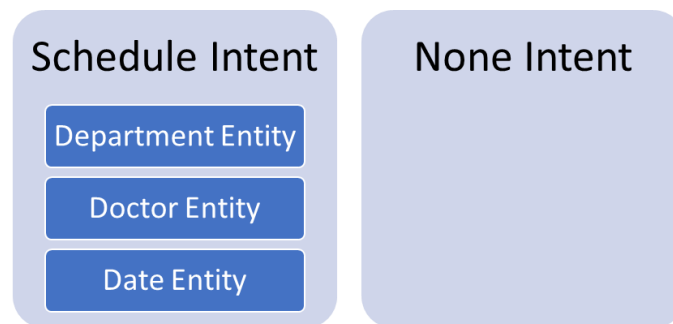 Schedule Intent
Department Entity
Doctor Entity
Date Entity
None Intent